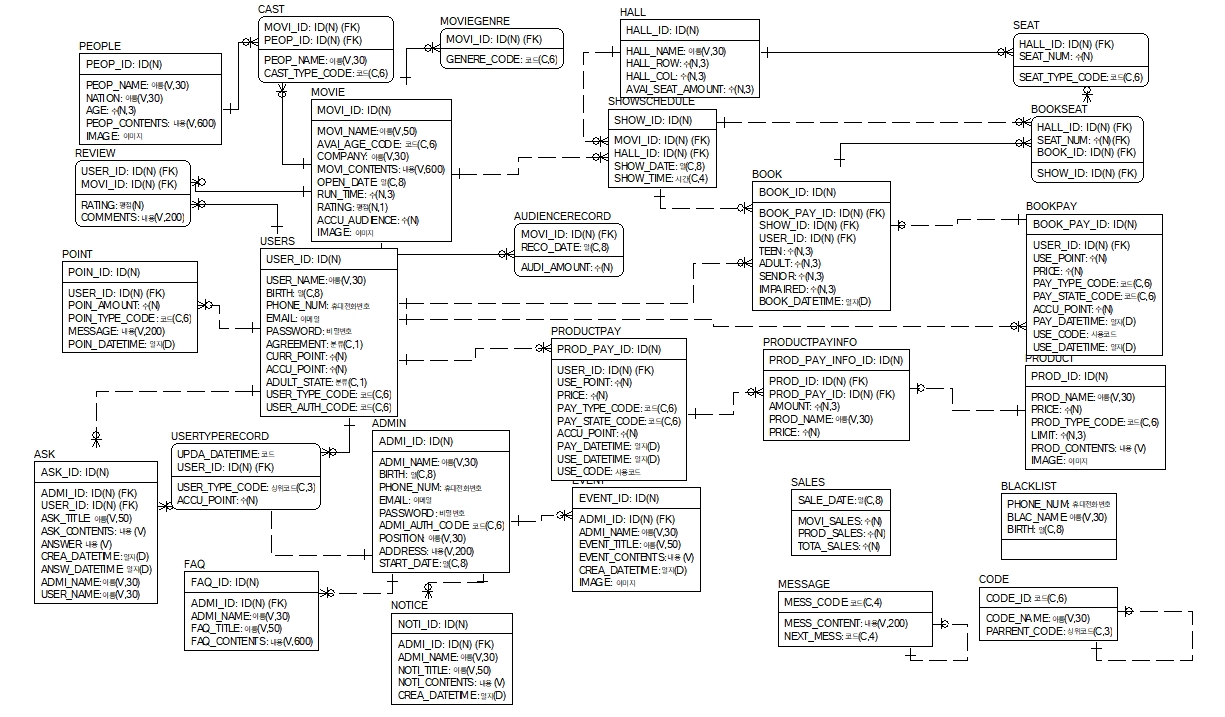 CAST
MOVI_ID: ID(N) (FK)
PEOP_ID: ID(N) (FK)
PEOP_NAME: 이름(V,30)
CAST_TYPE_CODE: 코드(C,6)
MOVIEGENRE
MOVI_ID: ID(N) (FK)
GENERE_CODE: 코드(C,6)
HALL
HALL_ID: ID(N)
HALL_NAME: 이름(V,30)
HALL_ROW: 수(N,3)
HALL_COL: 수(N,3)
AVAI_SEAT_AMOUNT: 수(N,3)
SEAT
HALL_ID: ID(N) (FK)
SEAT_NUM: 수(N)
SEAT_TYPE_CODE: 코드(C,6)
PEOPLE
PEOP_ID: ID(N)
PEOP_NAME: 이름(V,30)
NATION: 이름(V,30)
AGE: 수(N,3)
PEOP_CONTENTS: 내용(V,600)
IMAGE: 이미지
MOVIE
MOVI_ID: ID(N)
MOVI_NAME: 이름(V,50)
AVAI_AGE_CODE: 코드(C,6)
COMPANY: 이름(V,30)
MOVI_CONTENTS: 내용(V,600)
OPEN_DATE: 일(C,8)
RUN_TIME: 수(N,3)
RATING: 평점(N,1)
ACCU_AUDIENCE: 수(N)
IMAGE: 이미지
SHOWSCHEDULE
SHOW_ID: ID(N)
MOVI_ID: ID(N) (FK)
HALL_ID: ID(N) (FK)
SHOW_DATE: 일(C,8)
SHOW_TIME: 시간(C,4)
BOOKSEAT
HALL_ID: ID(N) (FK)
SEAT_NUM: 수(N) (FK)
BOOK_ID: ID(N) (FK)
SHOW_ID: ID(N) (FK)
REVIEW
USER_ID: ID(N) (FK)
MOVI_ID: ID(N) (FK)
RATING: 평점(N)
COMMENTS: 내용(V,200)
BOOK
BOOK_ID: ID(N)
BOOK_PAY_ID: ID(N) (FK)
SHOW_ID: ID(N) (FK)
USER_ID: ID(N) (FK)
TEEN: 수(N,3)
ADULT: 수(N,3)
SENIOR: 수(N,3)
IMPAIRED: 수(N,3)
BOOK_DATETIME: 일자(D)
AUDIENCERECORD
MOVI_ID: ID(N) (FK)
RECO_DATE: 일(C,8)
AUDI_AMOUNT: 수(N)
BOOKPAY
BOOK_PAY_ID: ID(N)
USER_ID: ID(N) (FK)
USE_POINT: 수(N)
PRICE: 수(N)
PAY_TYPE_CODE: 코드(C,6)
PAY_STATE_CODE: 코드(C,6)
ACCU_POINT: 수(N)
PAY_DATETIME: 일자(D)
USE_CODE: 사용코드
USE_DATETIME: 일자(D)
USERS
USER_ID: ID(N)
USER_NAME: 이름(V,30)
BIRTH: 일(C,8)
PHONE_NUM: 휴대전화번호
EMAIL: 이메일
PASSWORD: 비밀번호
AGREEMENT: 분류(C,1)
CURR_POINT: 수(N)
ACCU_POINT: 수(N)
ADULT_STATE: 분류(C,1)
USER_TYPE_CODE: 코드(C,6)
USER_AUTH_CODE: 코드(C,6)
POINT
POIN_ID: ID(N)
USER_ID: ID(N) (FK)
POIN_AMOUNT: 수(N)
POIN_TYPE_CODE: 코드(C,6)
MESSAGE: 내용(V,200)
POIN_DATETIME: 일자(D)
PRODUCTPAY
PROD_PAY_ID: ID(N)
USER_ID: ID(N) (FK)
USE_POINT: 수(N)
PRICE: 수(N)
PAY_TYPE_CODE: 코드(C,6)
PAY_STATE_CODE: 코드(C,6)
ACCU_POINT: 수(N)
PAY_DATETIME: 일자(D)
USE_DATETIME: 일자(D)
USE_CODE: 사용코드
PRODUCTPAYINFO
PROD_PAY_INFO_ID: ID(N)
PROD_ID: ID(N) (FK)
PROD_PAY_ID: ID(N) (FK)
AMOUNT: 수(N,3)
PROD_NAME: 이름(V,30)
PRICE: 수(N)
PRODUCT
PROD_ID: ID(N)
PROD_NAME: 이름(V,30)
PRICE: 수(N)
PROD_TYPE_CODE: 코드(C,6)
LIMIT: 수(N,3)
PROD_CONTENTS: 내용 (V)
IMAGE: 이미지
ADMIN
ADMI_ID: ID(N)
ADMI_NAME: 이름(V,30)
BIRTH: 일(C,8)
PHONE_NUM: 휴대전화번호
EMAIL: 이메일
PASSWORD: 비밀번호
ADMI_AUTH_CODE: 코드(C,6)
POSITION: 이름(V,30)
ADDRESS: 내용(V,200)
START_DATE: 일(C,8)
USERTYPERECORD
UPDA_DATETIME: 코드
USER_ID: ID(N) (FK)
USER_TYPE_CODE: 상위코드(C,3)
ACCU_POINT: 수(N)
ASK
ASK_ID: ID(N)
ADMI_ID: ID(N) (FK)
USER_ID: ID(N) (FK)
ASK_TITLE: 이름(V,50)
ASK_CONTENTS: 내용 (V)
ANSWER: 내용 (V)
CREA_DATETIME: 일자(D)
ANSW_DATETIME: 일자(D)
ADMI_NAME: 이름(V,30)
USER_NAME: 이름(V,30)
EVENT
EVENT_ID: ID(N)
ADMI_ID: ID(N) (FK)
ADMI_NAME: 이름(V,30)
EVENT_TITLE: 이름(V,50)
EVENT_CONTENTS: 내용 (V)
CREA_DATETIME: 일자(D)
IMAGE: 이미지
SALES
SALE_DATE: 일(C,8)
MOVI_SALES: 수(N)
PROD_SALES: 수(N)
TOTA_SALES: 수(N)
BLACKLIST
PHONE_NUM: 휴대전화번호
BLAC_NAME: 이름(V,30)
BIRTH: 일(C,8)
FAQ
FAQ_ID: ID(N)
ADMI_ID: ID(N) (FK)
ADMI_NAME: 이름(V,30)
FAQ_TITLE: 이름(V,50)
FAQ_CONTENTS: 내용(V,600)
NOTICE
NOTI_ID: ID(N)
ADMI_ID: ID(N) (FK)
ADMI_NAME: 이름(V,30)
NOTI_TITLE: 이름(V,50)
NOTI_CONTENTS: 내용 (V)
CREA_DATETIME: 일자(D)
MESSAGE
MESS_CODE: 코드(C,4)
MESS_CONTENT: 내용(V,200)
NEXT_MESS: 코드(C,4)
CODE
CODE_ID: 코드(C,6)
CODE_NAME: 이름(V,30)
PARRENT_CODE: 상위코드(C,3)